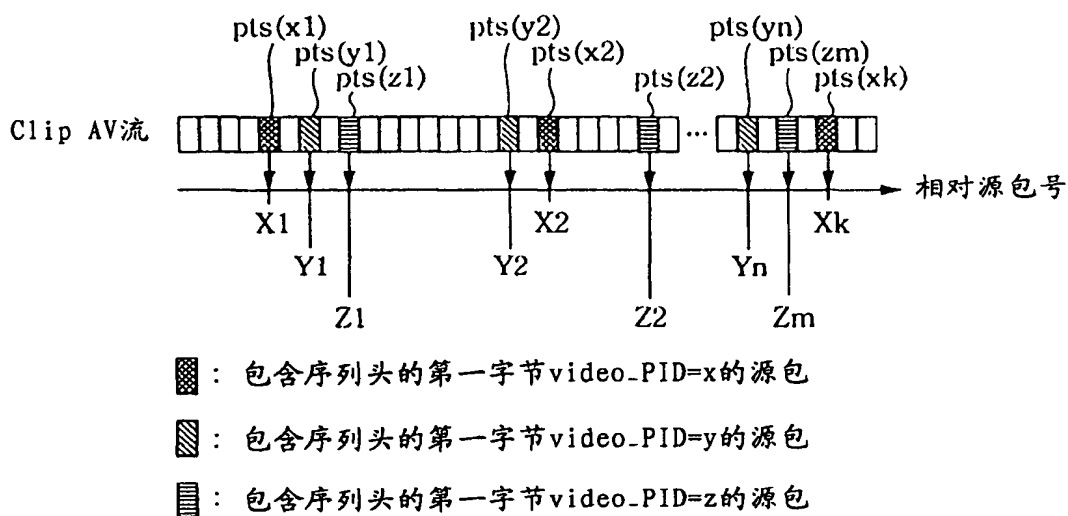 pts(x1) pts(y2) pts(yn)
pts(y1) pts(x2) pts(zm)
pts(z1) pts(z2) pts(xk)
Clip AV流 ...
相对源包号
X1 X2 Xk
Y1 Y2 Yn
Z1 Z2 Zm
: 包含序列头的第一字节video_PID=x的源包
: 包含序列头的第一字节video_PID=y的源包
: 包含序列头的第一字节video_PID=z的源包